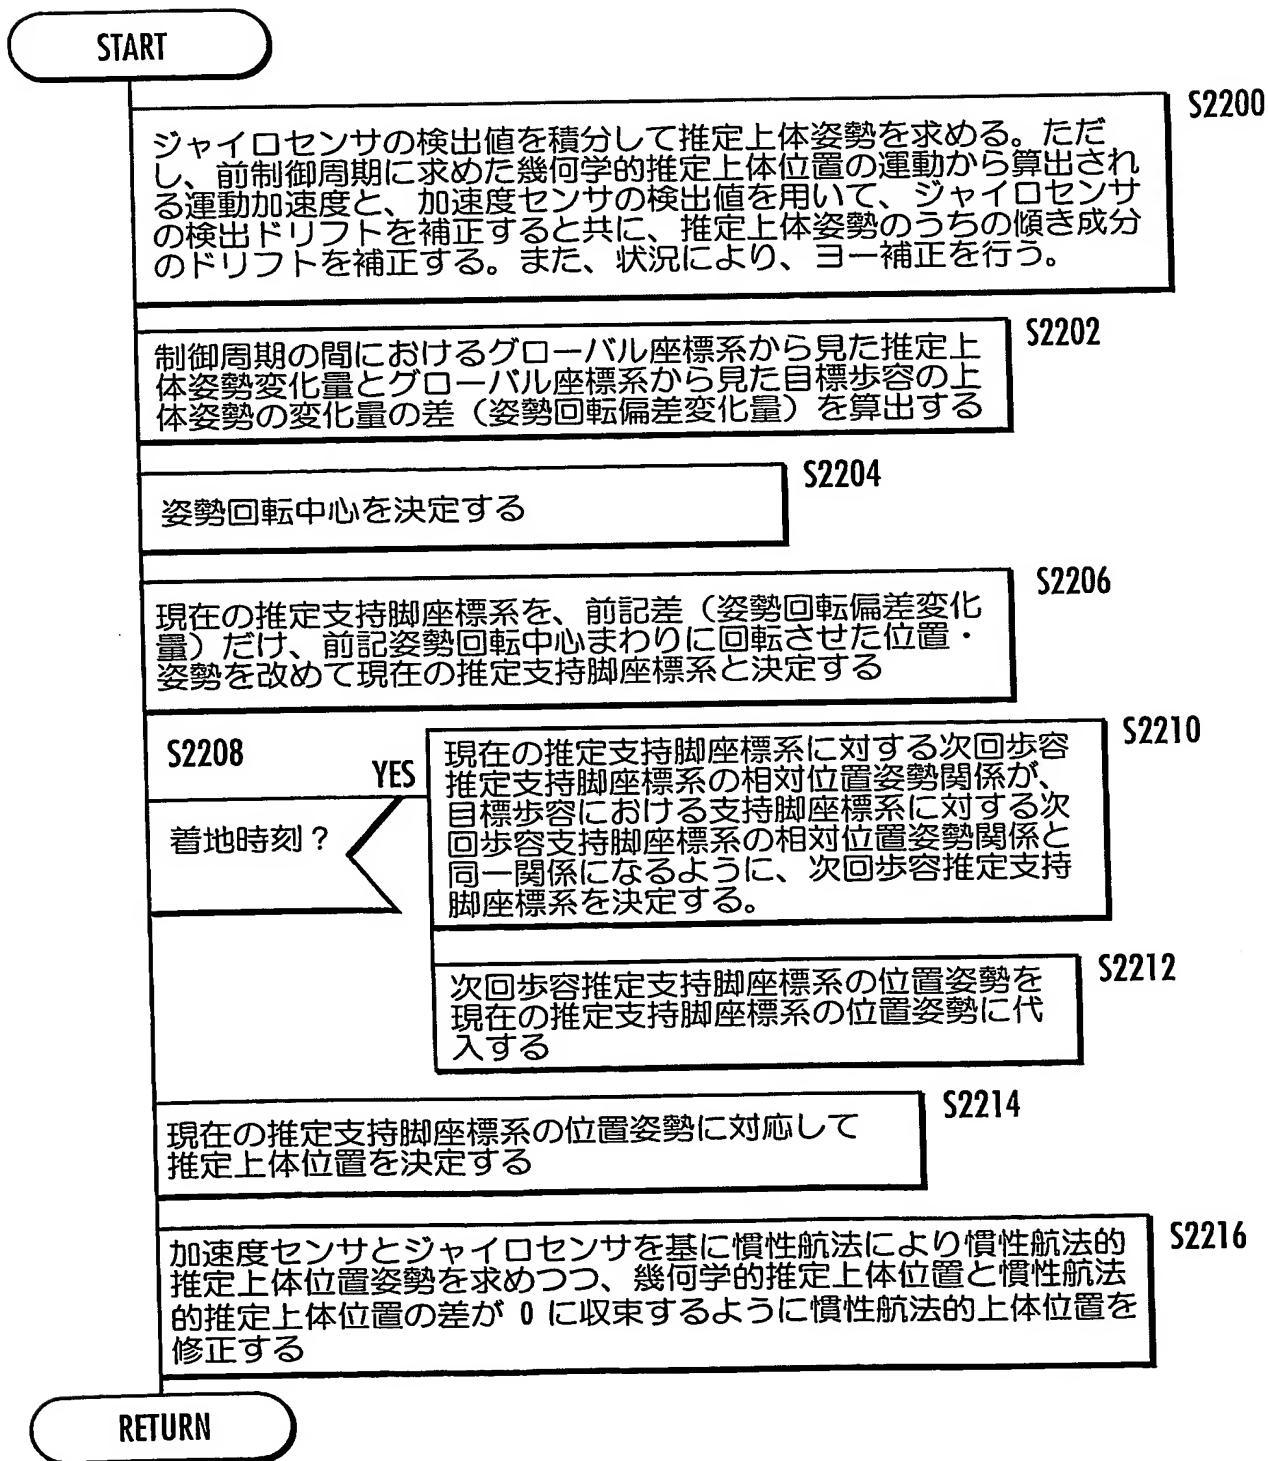 START
S2200
ジャイロセンサの検出値を積分して推定上体姿勢を求める。ただ
し、前制御周期に求めた幾何学的推定上体位置の運動から算出され
る運動加速度と、加速度センサの検出値を用いて、ジャイロセンサ
の検出ドリフトを補正すると共に、推定上体姿勢のうちの傾き成分
のドリフトを補正する。また、状況により、ヨー補正を行う。
S2202
制御周期の間におけるグローバル座標系から見た推定上
体姿勢変化量とグローバル座標系から見た目標歩容の上
体姿勢の変化量の差（姿勢回転偏差変化量）を算出する
S2204
姿勢回転中心を決定する
S2206
現在の推定支持脚座標系を、前記差（姿勢回転偏差変化
量）だけ、前記姿勢回転中心まわりに回転させた位置・
姿勢を改めて現在の推定支持脚座標系と決定する
S2208
着地時刻？
YES
S2210
現在の推定支持脚座標系に対する次回歩容
推定支持脚座標系の相対位置姿勢関係が、
目標歩容における支持脚座標系に対する次
回歩容支持脚座標系の相対位置姿勢関係と
同一関係になるように、次回歩容推定支持
脚座標系を決定する。
S2212
次回歩容推定支持脚座標系の位置姿勢を
現在の推定支持脚座標系の位置姿勢に代
入する
S2214
現在の推定支持脚座標系の位置姿勢に対応して
推定上体位置を決定する
S2216
加速度センサとジャイロセンサを基に慣性航法により慣性航法的
推定上体位置姿勢を求めつつ、幾何学的推定上体位置と慣性航法
的推定上体位置の差が 0 に収束するように慣性航法的上体位置を
修正する
RETURN